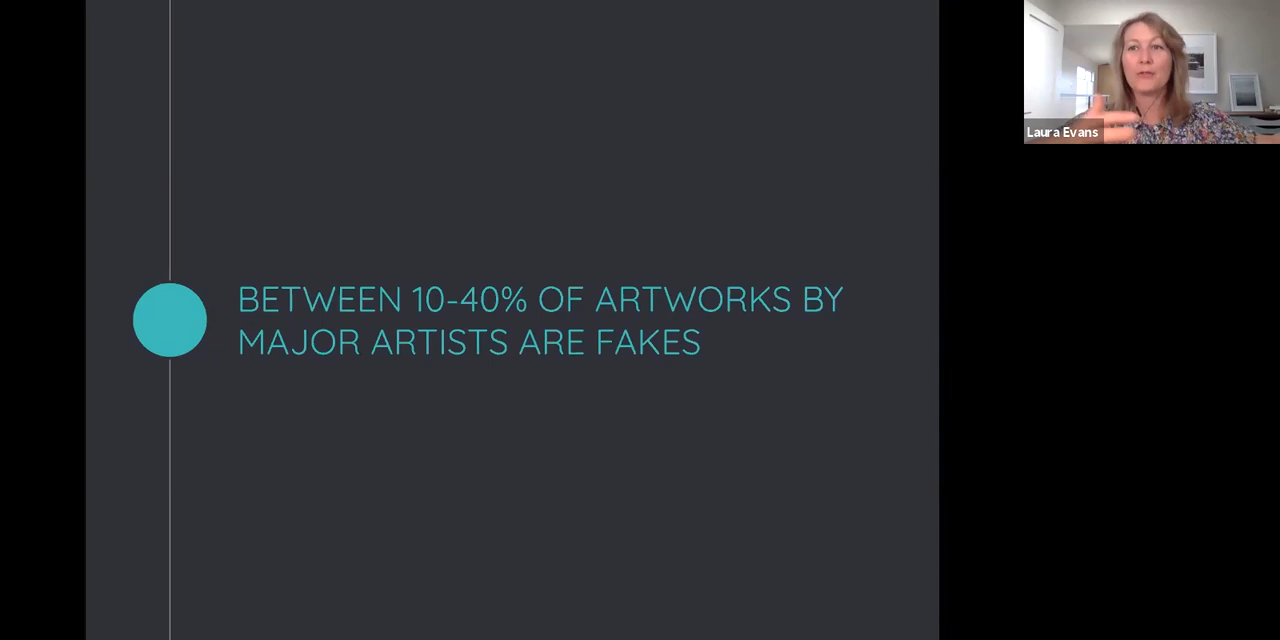 BETWEEN 10-40% OF ARTWORKS BY
MAJOR ARTISTS ARE FAKES
Laura Evans